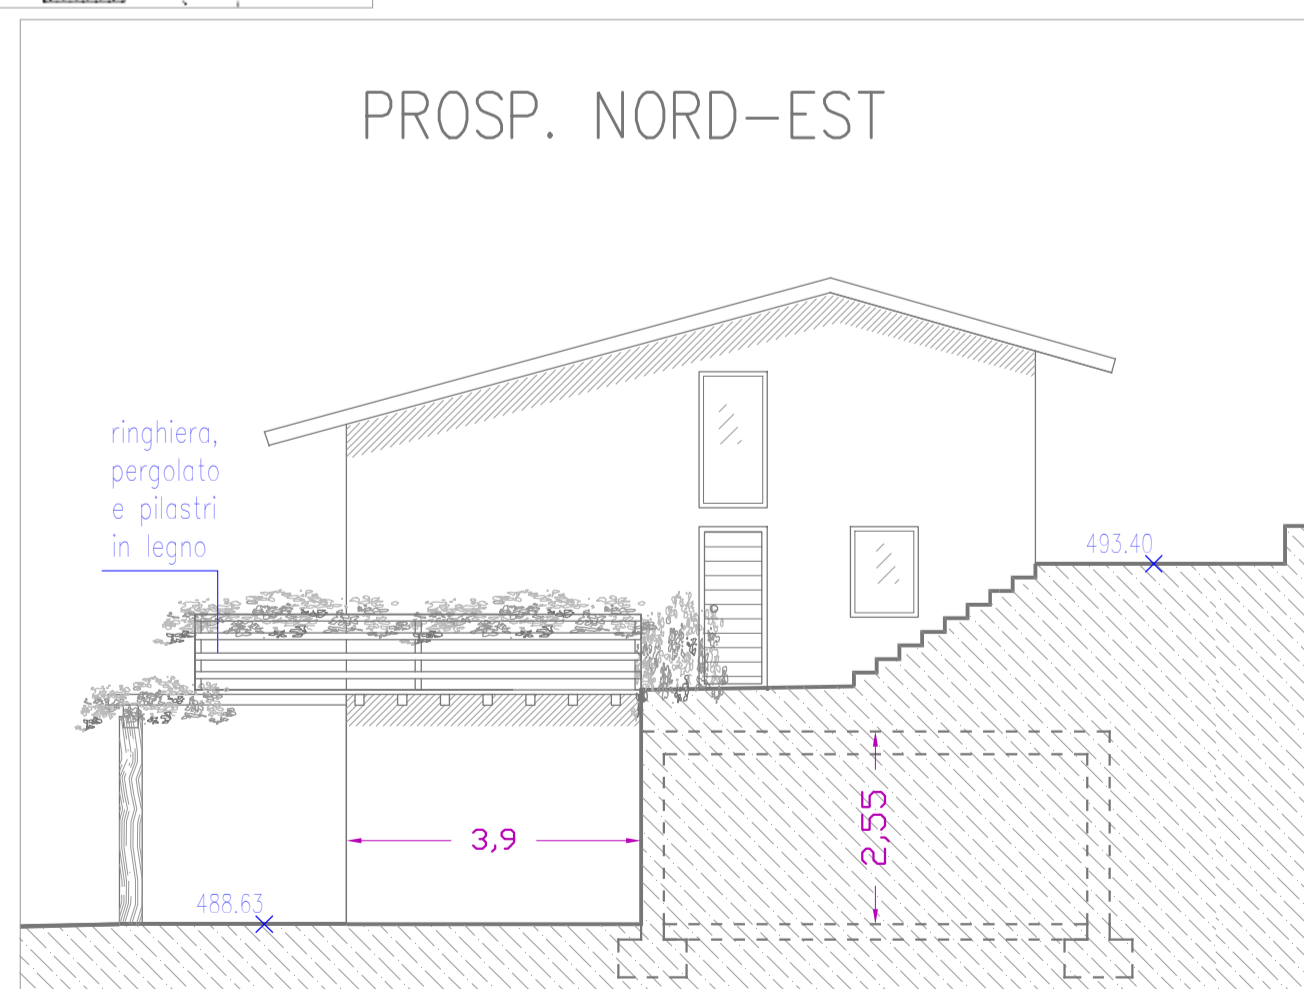 PROSP. NORD-EST
ringhiera,
pergolato
e pilastri
in legno
493.40
3,9
2,55
488.63